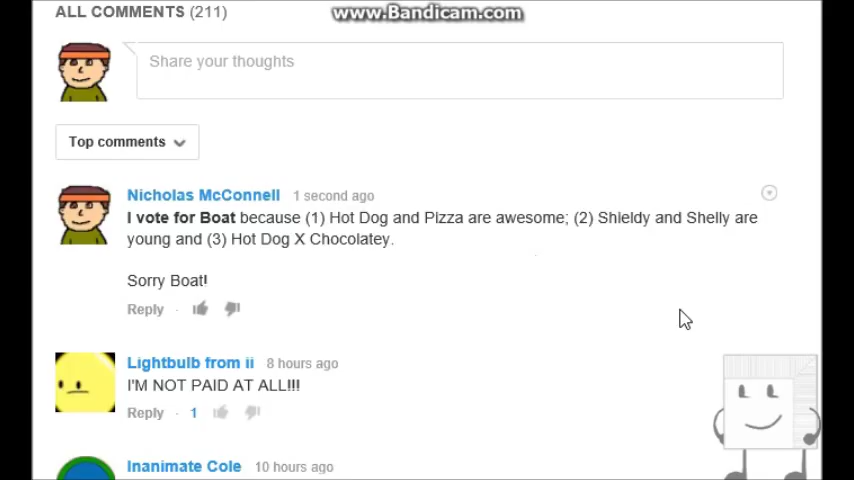 www.Bandicam.com
ALL COMMENTS (211)
Share your thoughts
Top comments
Nicholas McConnell 1 second ago
I vote for Boat because (1) Hot Dog and Pizza are awesome; (2) Shieldy and Shelly are
young and (3) Hot Dog X Chocolatey.
Sorry Boat!
Reply ·
Lightbulb from ii 8 hours ago
I'M NOT PAID AT ALL!!!
Reply · 1
Inanimate Cole 10 hours ago